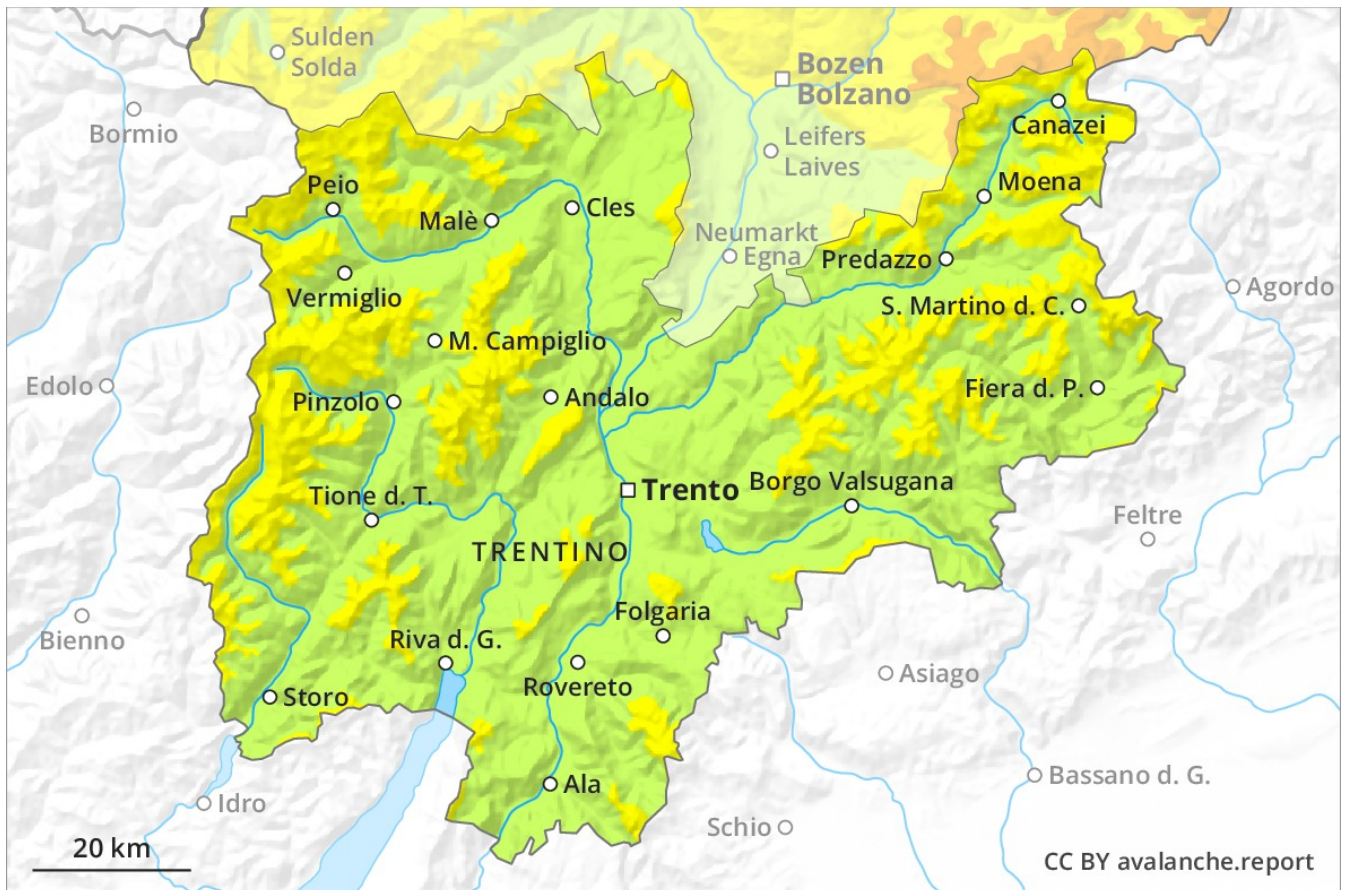 Sulden
Solda
Bozen
Bolzano
Bormio
Canazei
Leifers
Laives
Peio
Moena
Malè
Cles
Neumarkt
Egna
Predazzo
Vermiglio
Agordo
S. Martino d. C.
M. Campiglio
Edolo
Andalo
Fiera d. P.
Pinzolo
Trento
Borgo Valsugana
Tione d. T.
Feltre
TRENTINO
Folgaria
Bienno
Riva d. G.
Asiago
Rovereto
Storo
Bassano d. G.
Ala
Idro
Schio
20 km
CC BY avalanche.report